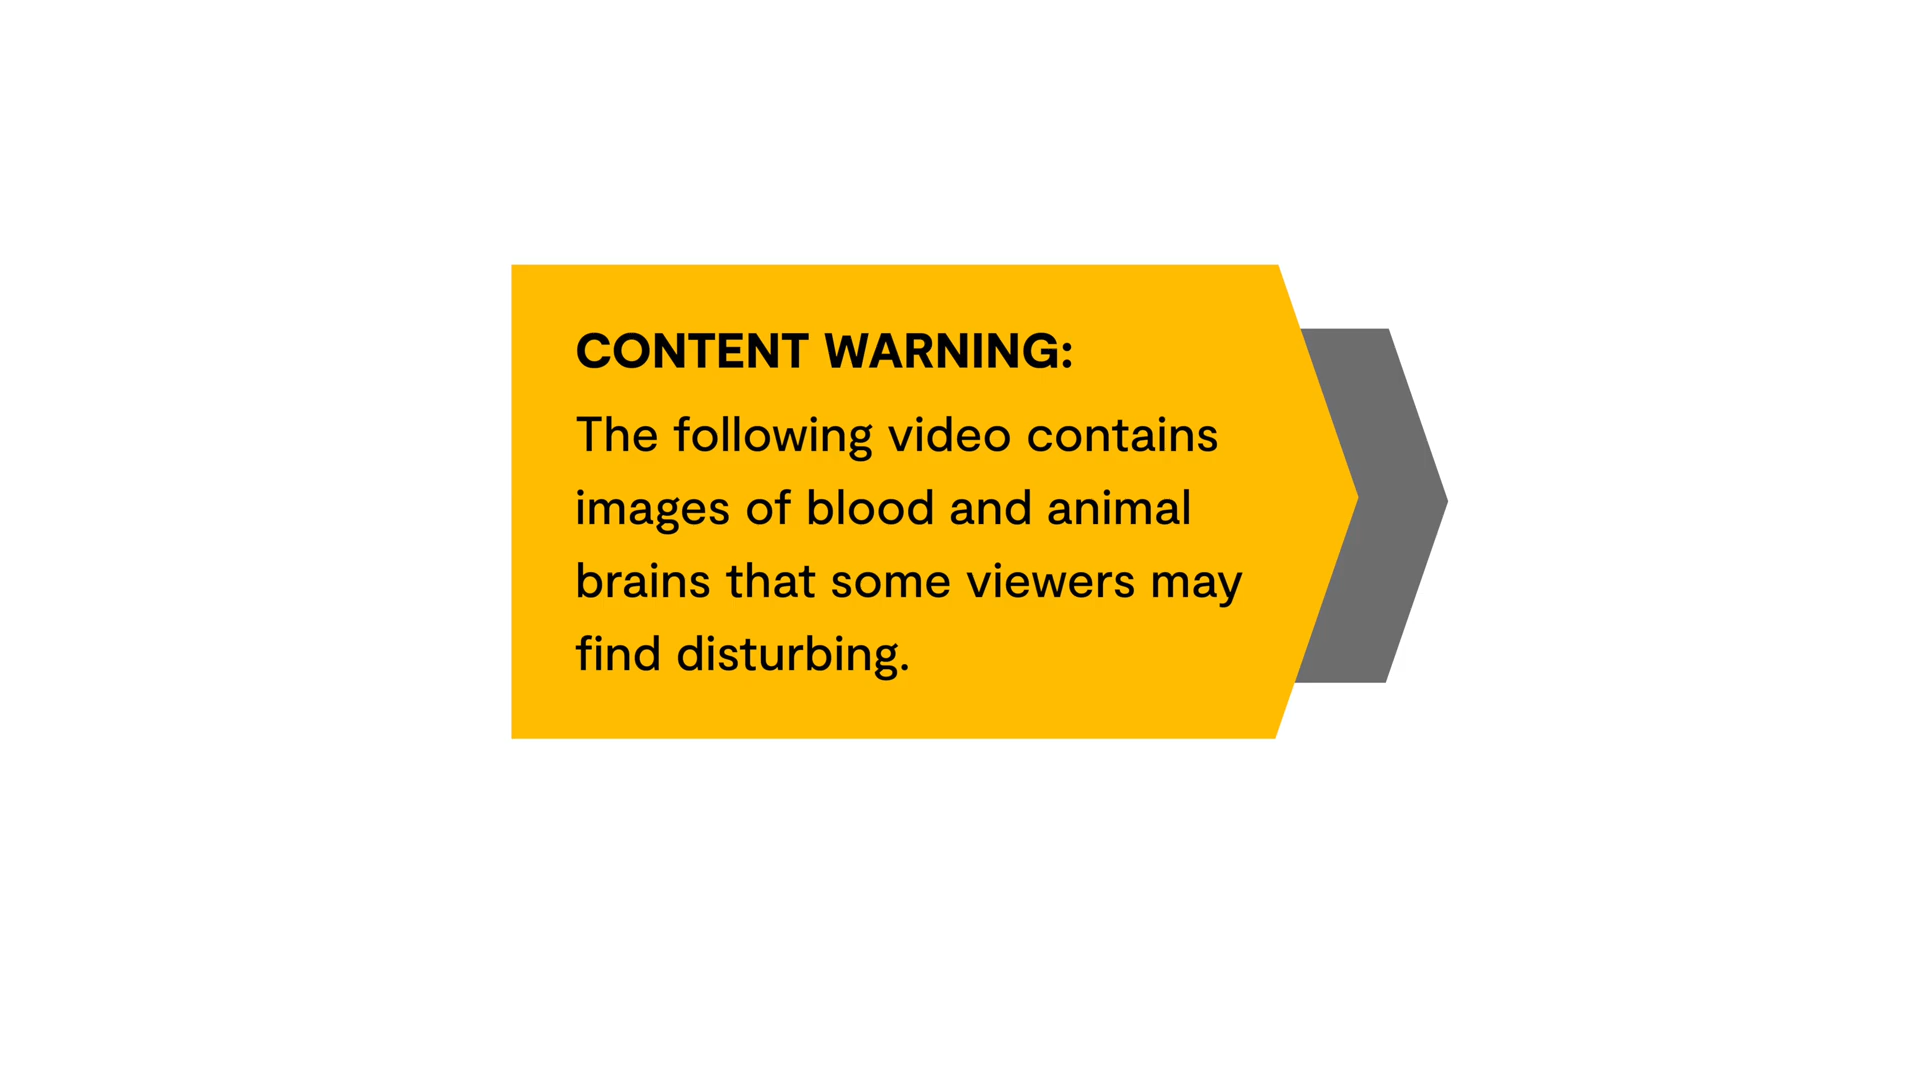 CONTENT WARNING:
The following video contains
images of blood and animal
brains that some viewers may
find disturbing.